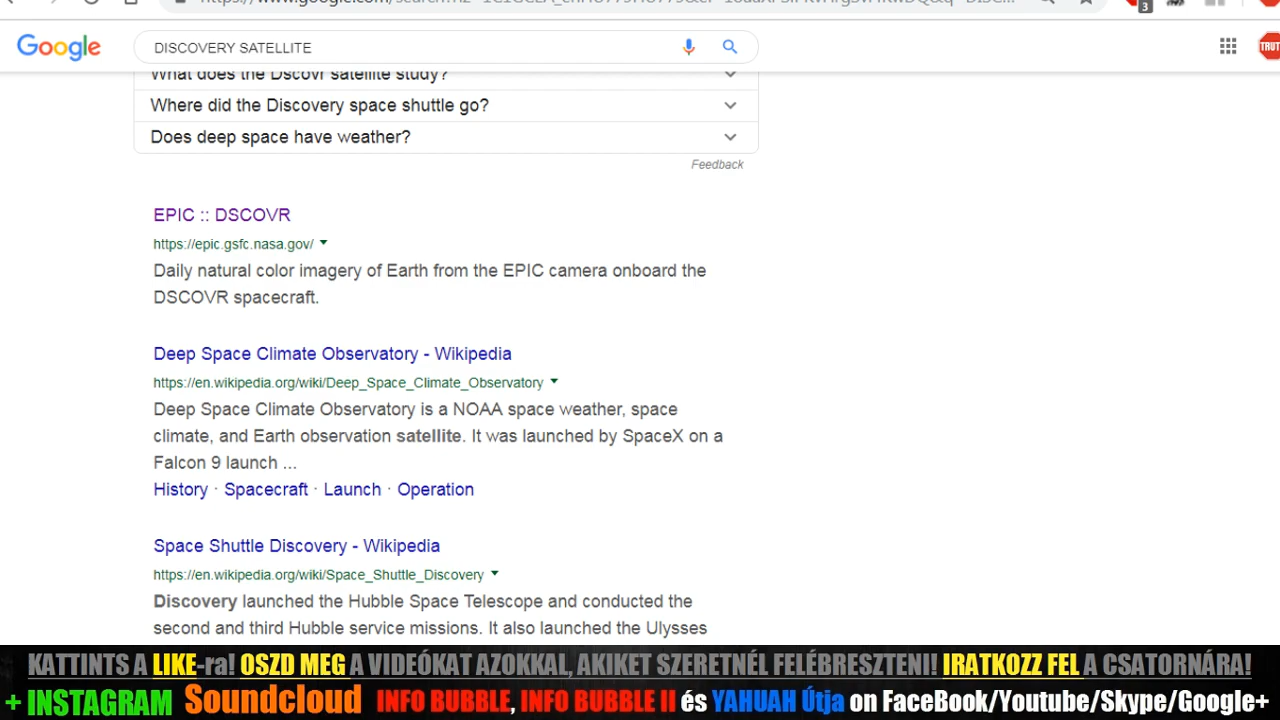 Google
DISCOVERY SATELLITE
What does the Dscovr satellite study?
Where did the Discovery space shuttle go?
Does deep space have weather?
Feedback
EPIC :: DSCOVR
https://epic.gsfc.nasa.gov/
Daily natural color imagery of Earth from the EPIC camera onboard the
DSCOVR spacecraft.
Deep Space Climate Observatory - Wikipedia
https://en.wikipedia.org/wiki/Deep_Space_Climate_Observatory
Deep Space Climate Observatory is a NOAA space weather, space
climate, and Earth observation satellite. It was launched by SpaceX on a
Falcon 9 launch ...
History · Spacecraft · Launch · Operation
Space Shuttle Discovery - Wikipedia
https://en.wikipedia.org/wiki/Space_Shuttle_Discovery
Discovery launched the Hubble Space Telescope and conducted the
second and third Hubble service missions. It also launched the Ulysses
KATTINTS A LIKE-ra! OSZD MEG A VIDEÓKAT AZOKKAL, AKIKET SZERETNÉL FELÉBRESZTENI! IRATKOZZ FEL A CSATORNÁRA!
+ INSTAGRAM Soundcloud INFO BUBBLE, INFO BUBBLE II és YAHUAH Útja on FaceBook/Youtube/Skype/Google+